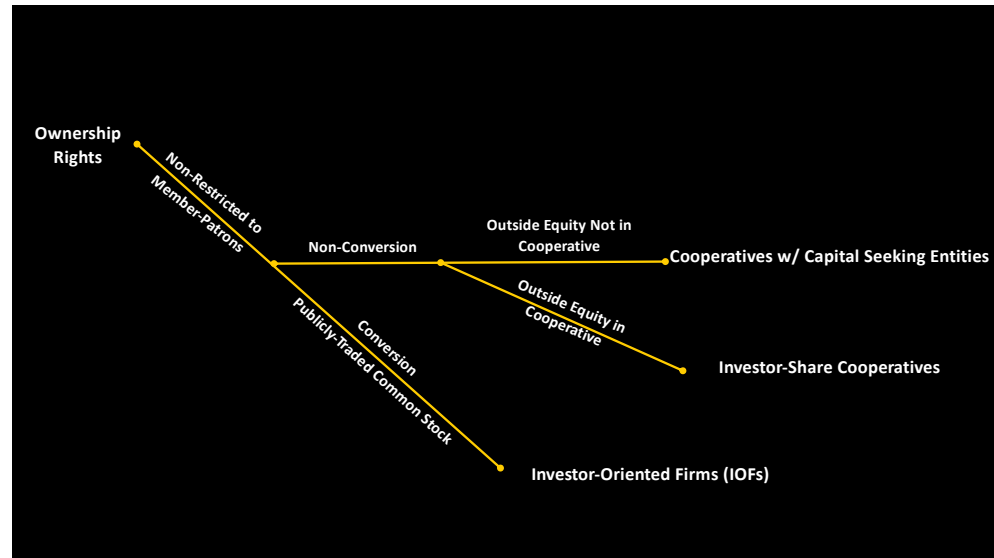 Ownership
Rights
Non-Restricted to
Member-Patrons
Non-Conversion
Outside Equity Not in
Cooperative
Cooperatives w/ Capital Seeking Entities
Outside Equity in
Cooperative
Investor-Share Cooperatives
Conversion
Publicly-Traded Common Stock
Investor-Oriented Firms (IOFs)